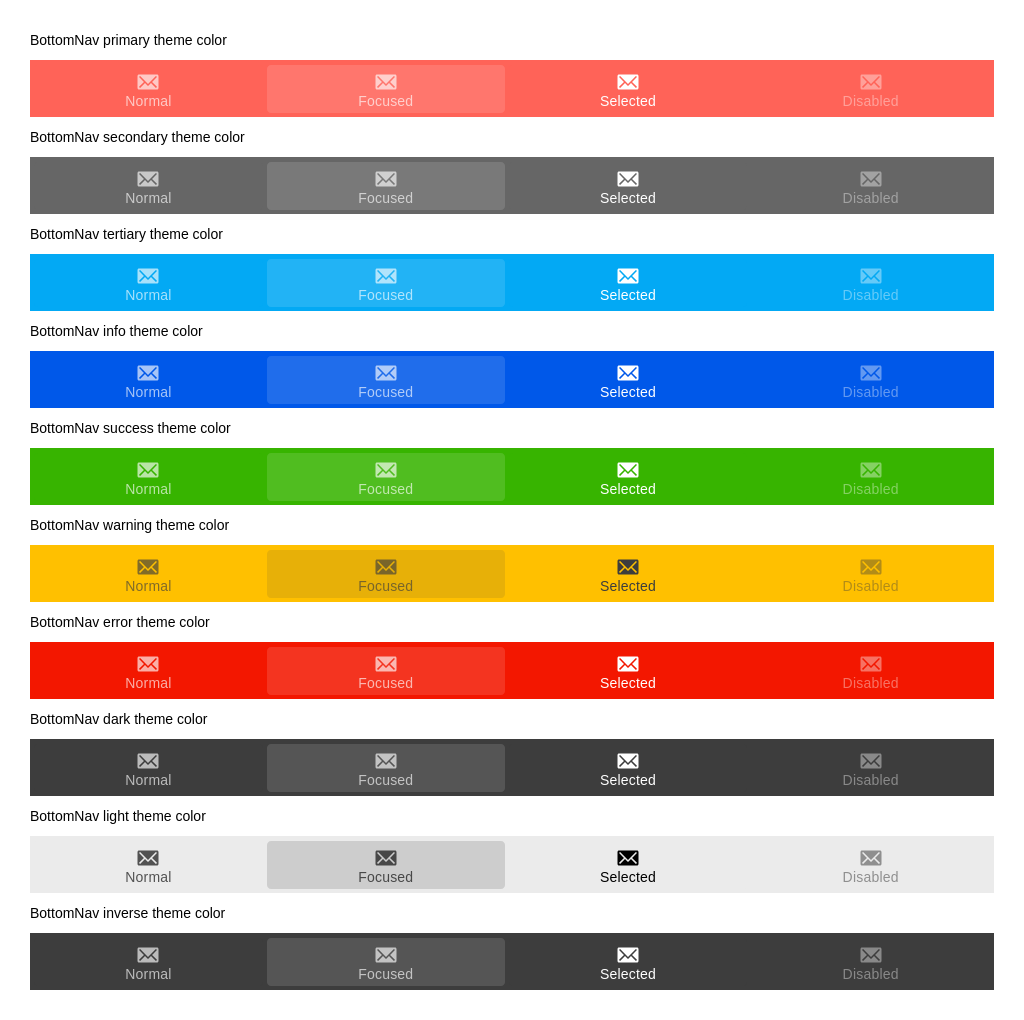 BottomNav primary theme color
Normal Focused Selected Disabled
BottomNav secondary theme color
Normal Focused Selected Disabled
BottomNav tertiary theme color
Normal Focused Selected Disabled
BottomNav info theme color
Normal Focused Selected Disabled
BottomNav success theme color
Normal Focused Selected Disabled
BottomNav warning theme color
Normal Focused Selected Disabled
BottomNav error theme color
Normal Focused Selected Disabled
BottomNav dark theme color
Normal Focused Selected Disabled
BottomNav light theme color
Normal Focused Selected Disabled
BottomNav inverse theme color
Normal Focused Selected Disabled